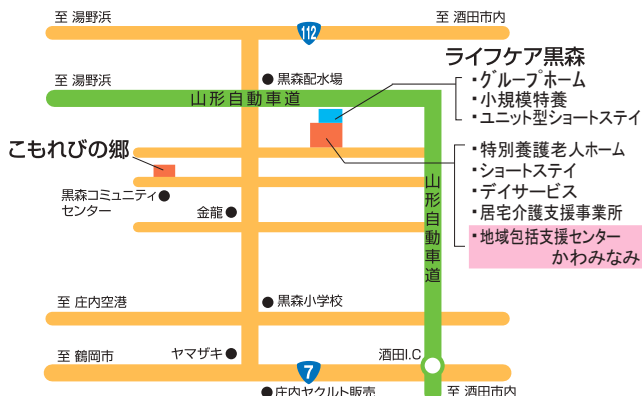 至 湯野浜
112
至 酒田市内
ライフケア黒森
至 湯野浜
黒森配水場
・グループホーム
山形自動車道
・小規模特養
・ユニット型ショートステイ
こもれびの郷
・特別養護老人ホーム
・ショートステイ
山形自動車道
・デイサービス
黒森コミュニティ
センター
金龍
・居宅介護支援事業所
・地域包括支援センター
かわみなみ
至 庄内空港
黒森小学校
至 鶴岡市
ヤマザキ
7
酒田I.C
庄内ヤクルト販売
至 酒田市内